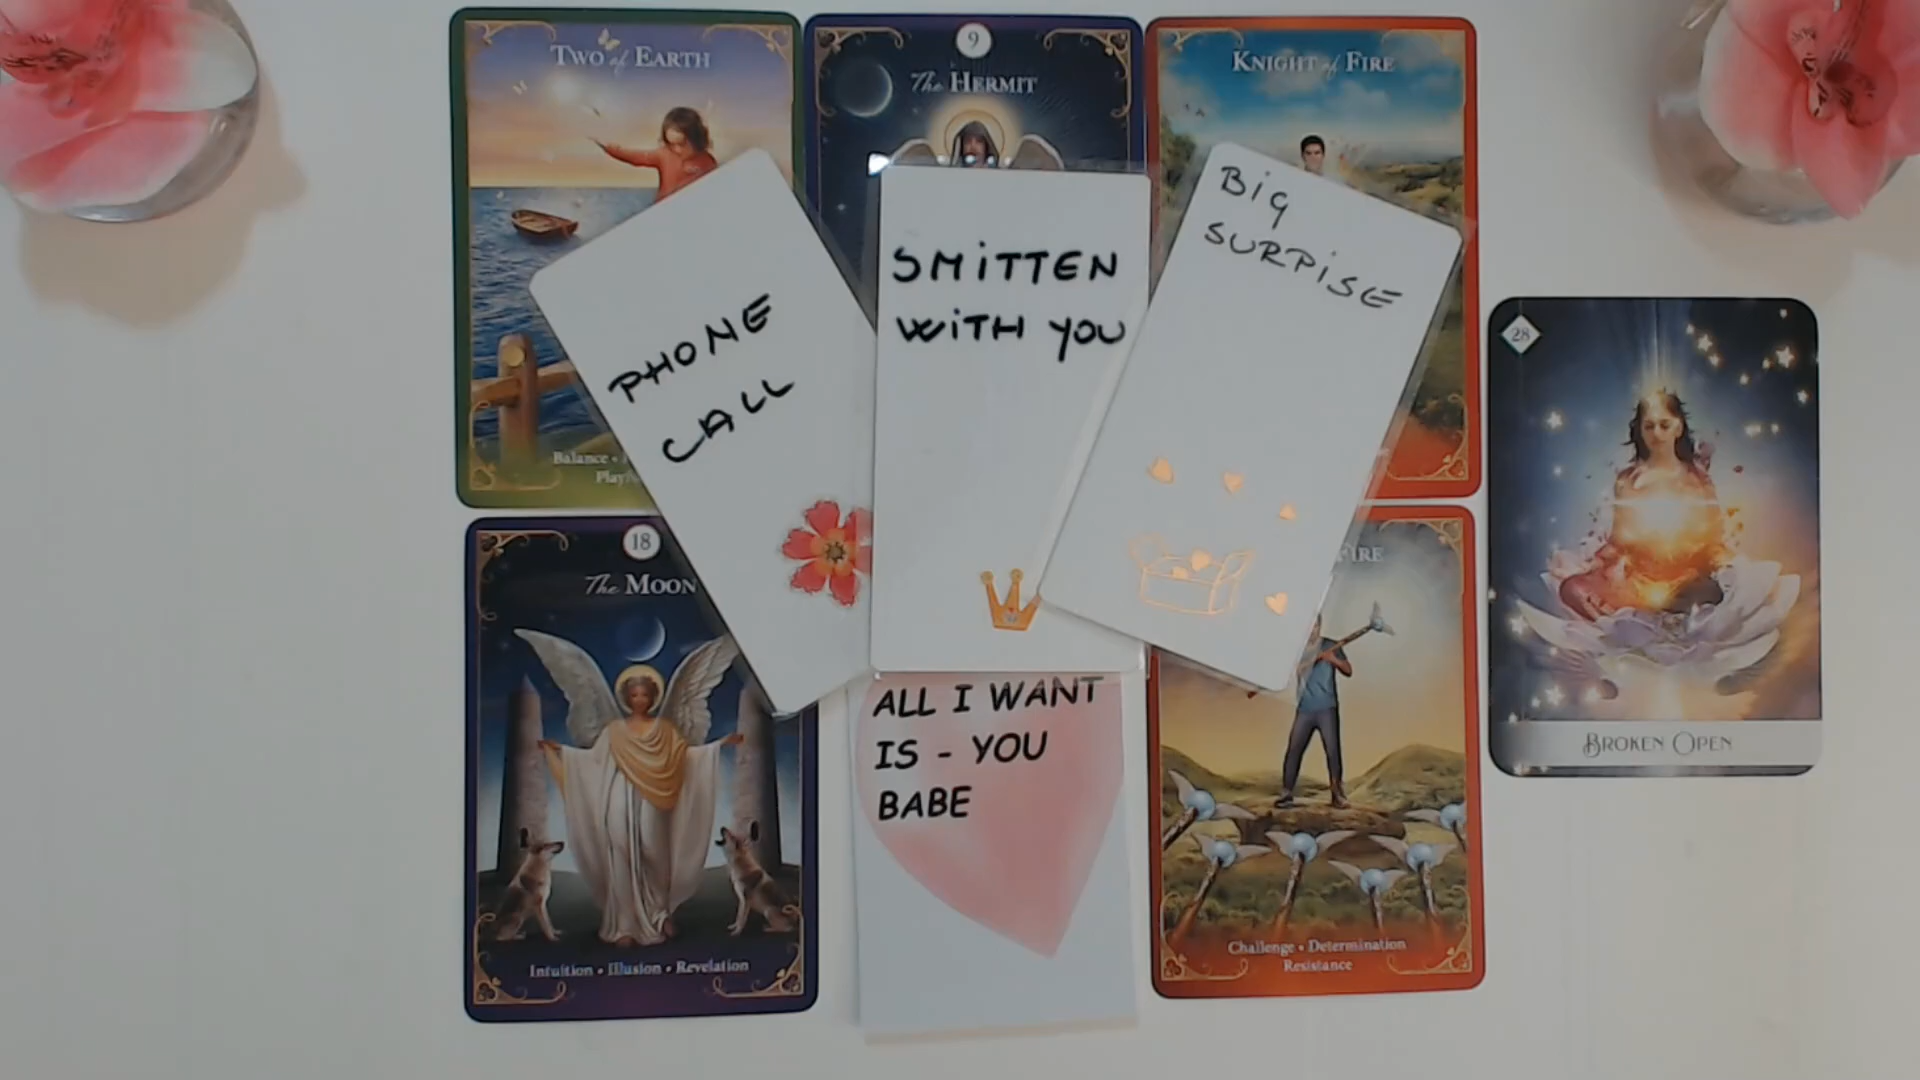 TWO of EARTH
9
The HERMIT
KNIGHT of FIRE
BiG
SURPiSE
SMiTTEN
WiTH YOU
PHONE
CALL
Balance •
28
18
The MOON
FIRE
ALL I WANT
IS - YOU
BABE
BROKEN OPEN
Challenge • Determination
Resistance
Intuition • Illusion • Revelation